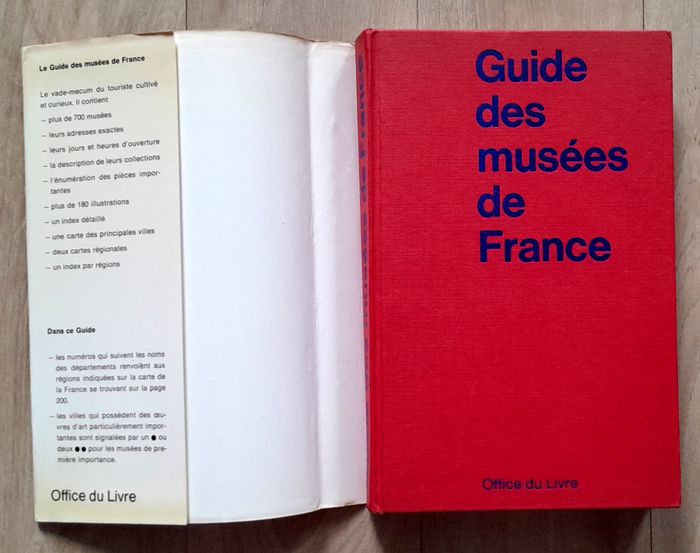 Le Guide des musées de France
Le vade-mecum du touriste cultivé
et curieux. Il contient
– plus de 700 musées
– leurs adresses exactes
– leurs jours et heures d'ouverture
– la description de leurs collections
– l'énumération des pièces impor-
tantes
– plus de 180 illustrations
– un index détaillé
– une carte des principales villes
– deux cartes régionales
– un index par régions
Dans ce Guide
– les numéros qui suivent les noms
des départements renvoient aux
régions indiquées sur la carte de
la France se trouvant sur la page
200.
– les villes qui possèdent des œu-
vres d'art particulièrement impor-
tantes sont signalées par un ● ou
deux ●● pour les musées de pre-
mière importance.
Office du Livre
Guide
des
musées
de
France
Office du Livre